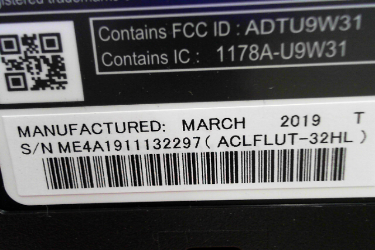 Contains FCC ID : ADTU9W31
Contains IC : 1178A-U9W31
MANUFACTURED: MARCH 2019 T
S/N ME4A1911132297 ( ACLFLUT-32HL )